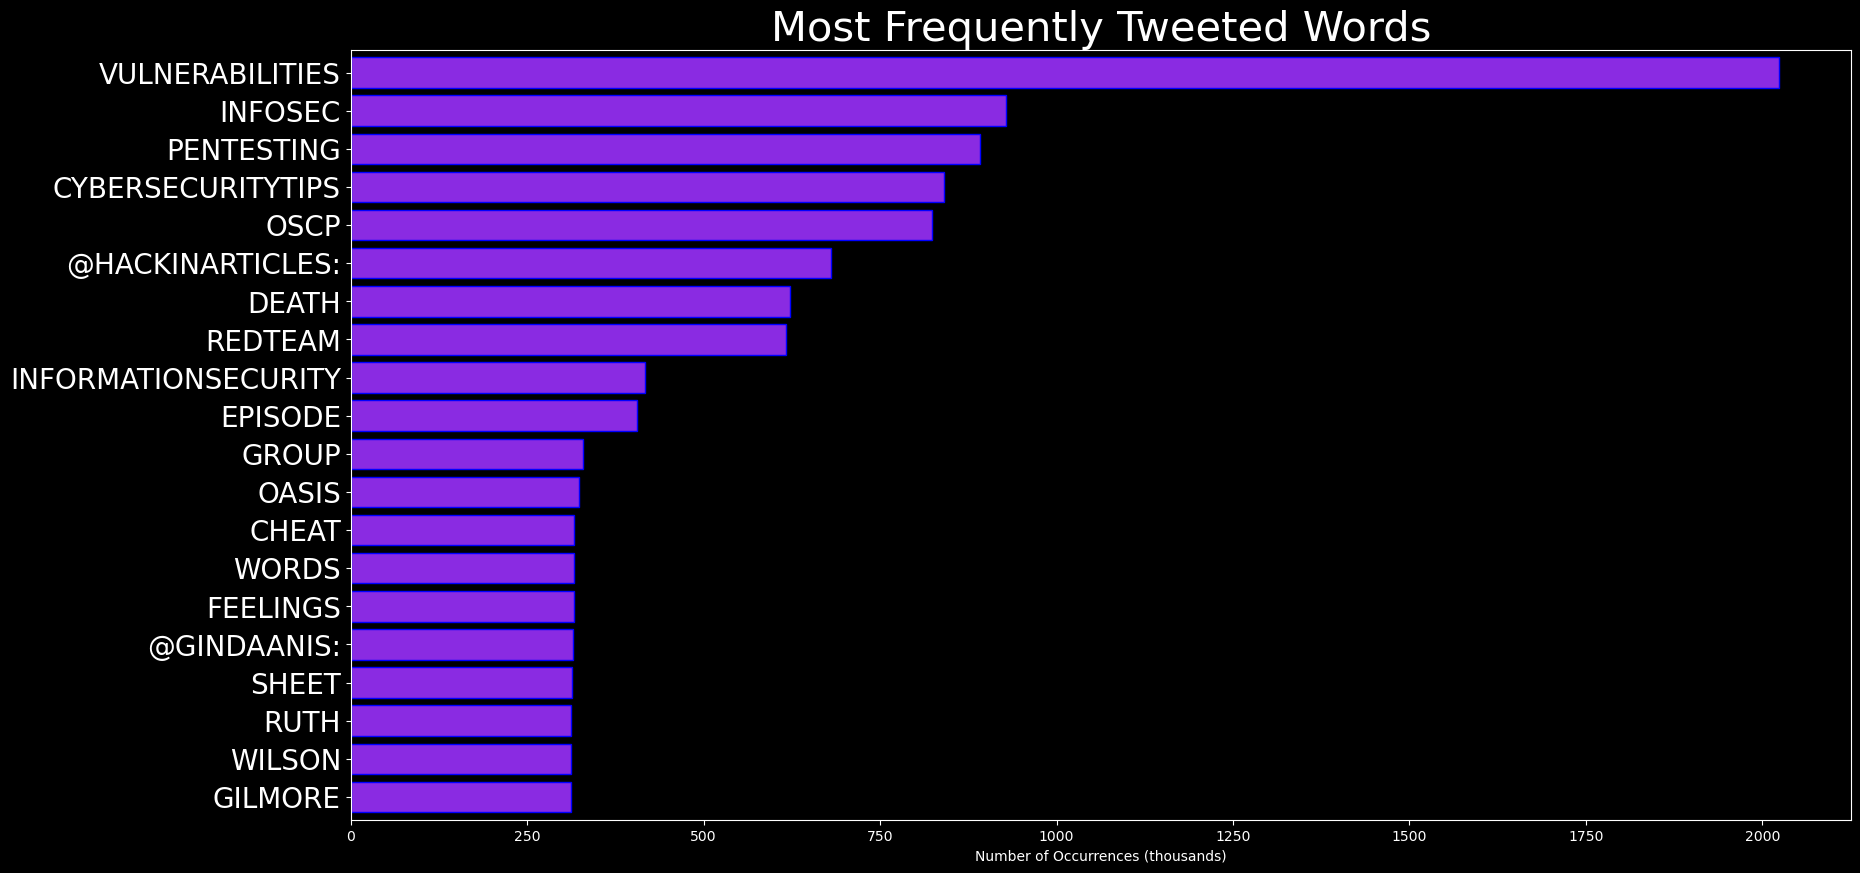 Most Frequently Tweeted Words
VULNERABILITIES
INFOSEC
PENTESTING
CYBERSECURITYTIPS
OSCP
@HACKINARTICLES:
DEATH
REDTEAM
INFORMATIONSECURITY
EPISODE
GROUP
OASIS
CHEAT
WORDS
FEELINGS
@GINDAANIS:
SHEET
RUTH
WILSON
GILMORE
0 250 500 750 1000 1250 1500 1750 2000
Number of Occurrences (thousands)